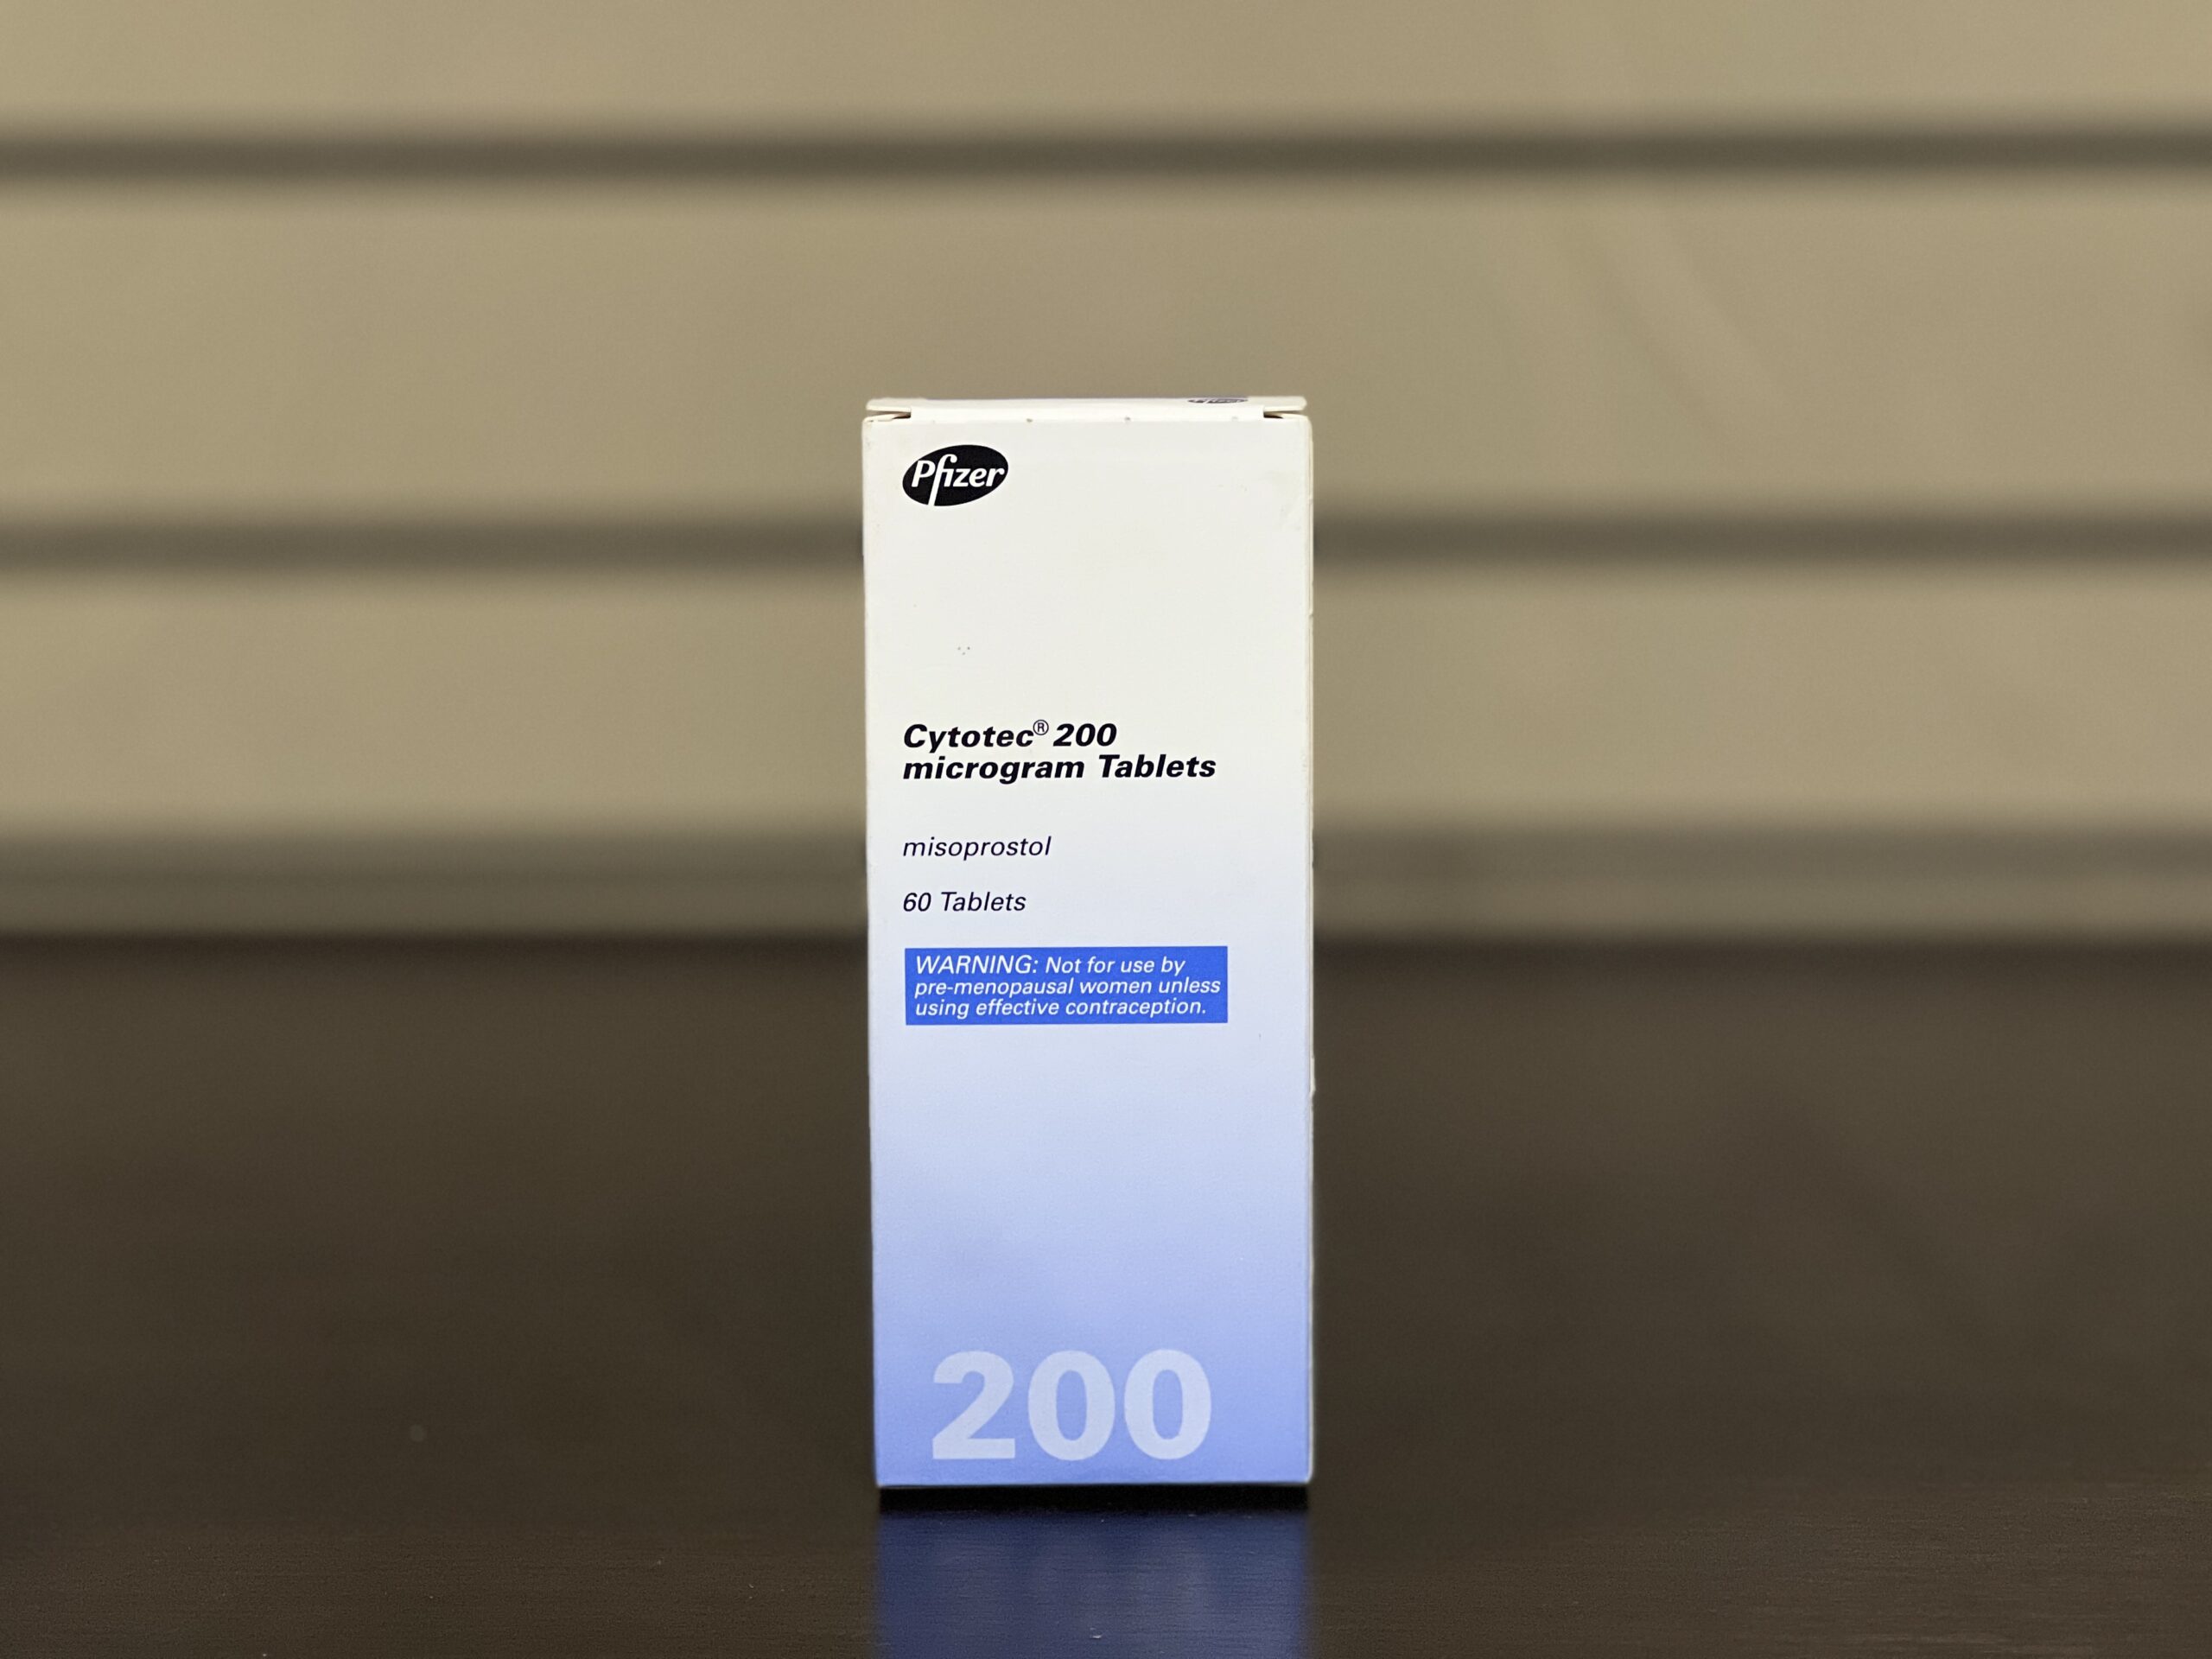 Pfizer
Cytotec® 200
microgram Tablets
misoprostol
60 Tablets
WARNING: Not for use by
pre-menopausal women unless
using effective contraception.
200